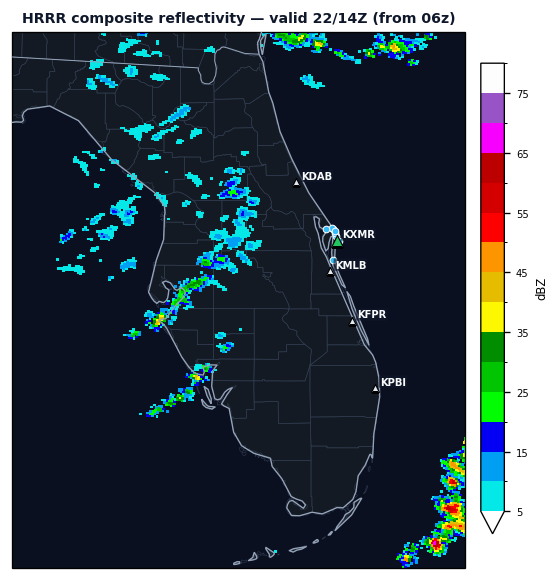 HRRR composite reflectivity — valid 22/14Z (from 06z)
KDAB
KXMR
KMLB
KFPR
KPBI
75
65
55
45
35
25
15
5
dBZ